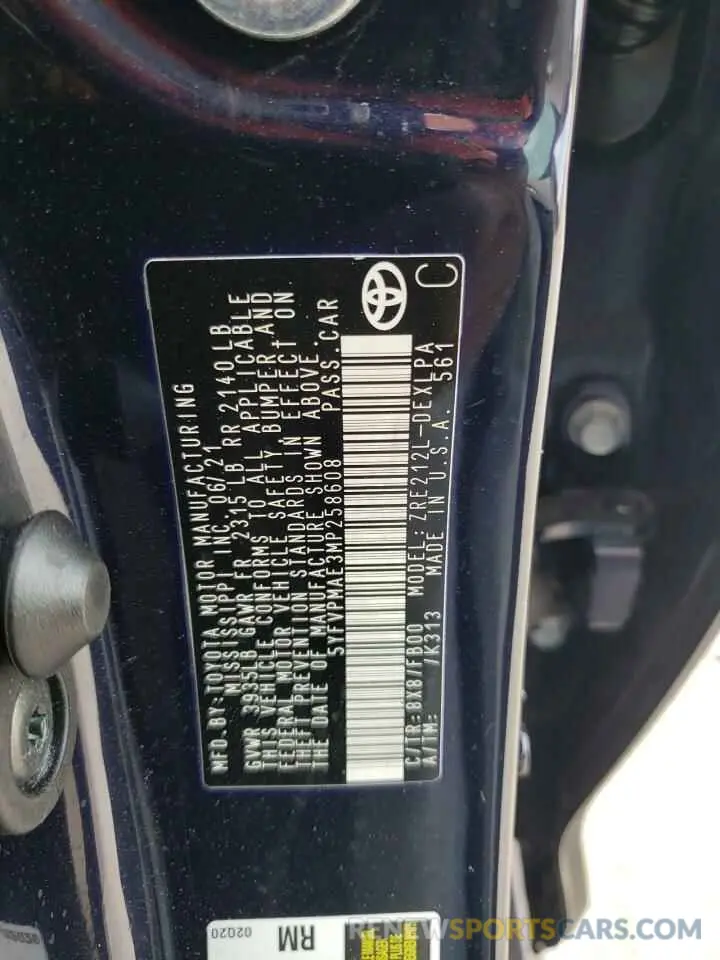 MFD. BY: TOYOTA MOTOR MANUFACTURING
MISSISSIPPI INC. 06/21
GVWR 3935LB GAWR FR 2315 LB RR 2140 LB
THIS VEHICLE CONFORMS TO ALL APPLICABLE
FEDERAL MOTOR VEHICLE SAFETY, BUMPER AND
THEFT PREVENTION STANDARDS IN EFFECT ON
THE DATE OF MANUFACTURE SHOWN ABOVE.
5YFVPMAE3MP258608 PASS. CAR
C/TR: 8X8/FB00 MODEL: ZRE212L-DEXLPA
A/TM: /K313 MADE IN U.S.A. 561
C
RM
02020
RENEWSPORTSCARS.COM